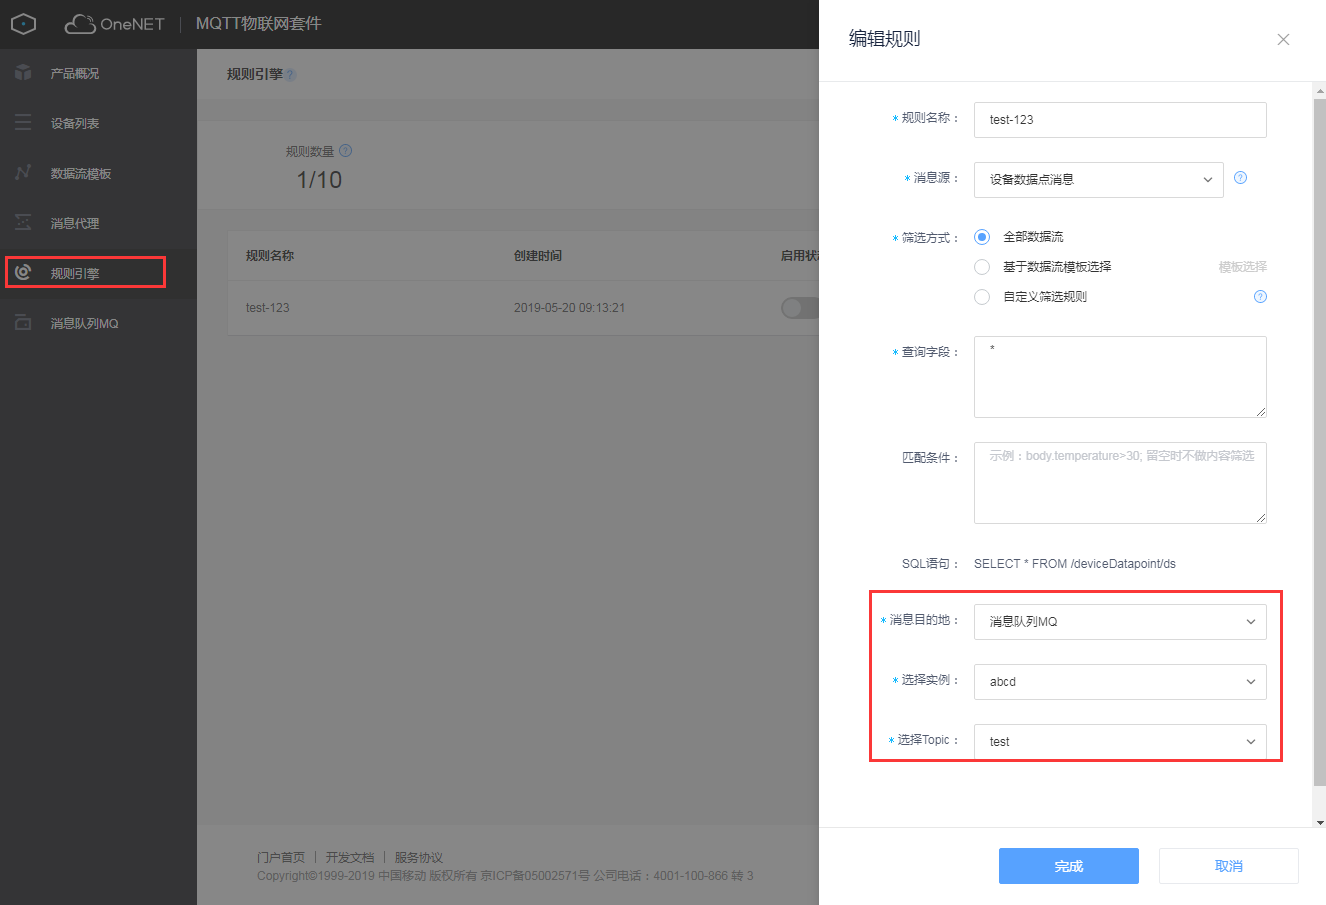 OneNET | MQTT物联网套件
产品概况
设备列表
数据流模板
消息代理
规则引擎
消息队列MQ
规则引擎 ?
规则数量 ?
1/10
规则名称 创建时间 启用状
test-123 2019-05-20 09:13:21
门户首页 | 开发文档 | 服务协议
Copyright©1999-2019 中国移动 版权所有 京ICP备05002571号 公司电话：4001-100-866 转 3
编辑规则
* 规则名称： test-123
* 消息源： 设备数据点消息 ?
* 筛选方式： 全部数据流
基于数据流模板选择 模板选择
自定义筛选规则 ?
* 查询字段： *
匹配条件： 示例：body.temperature>30; 留空时不做内容筛选
SQL语句： SELECT * FROM /deviceDatapoint/ds
* 消息目的地： 消息队列MQ
* 选择实例： abcd
* 选择Topic： test
完成 取消